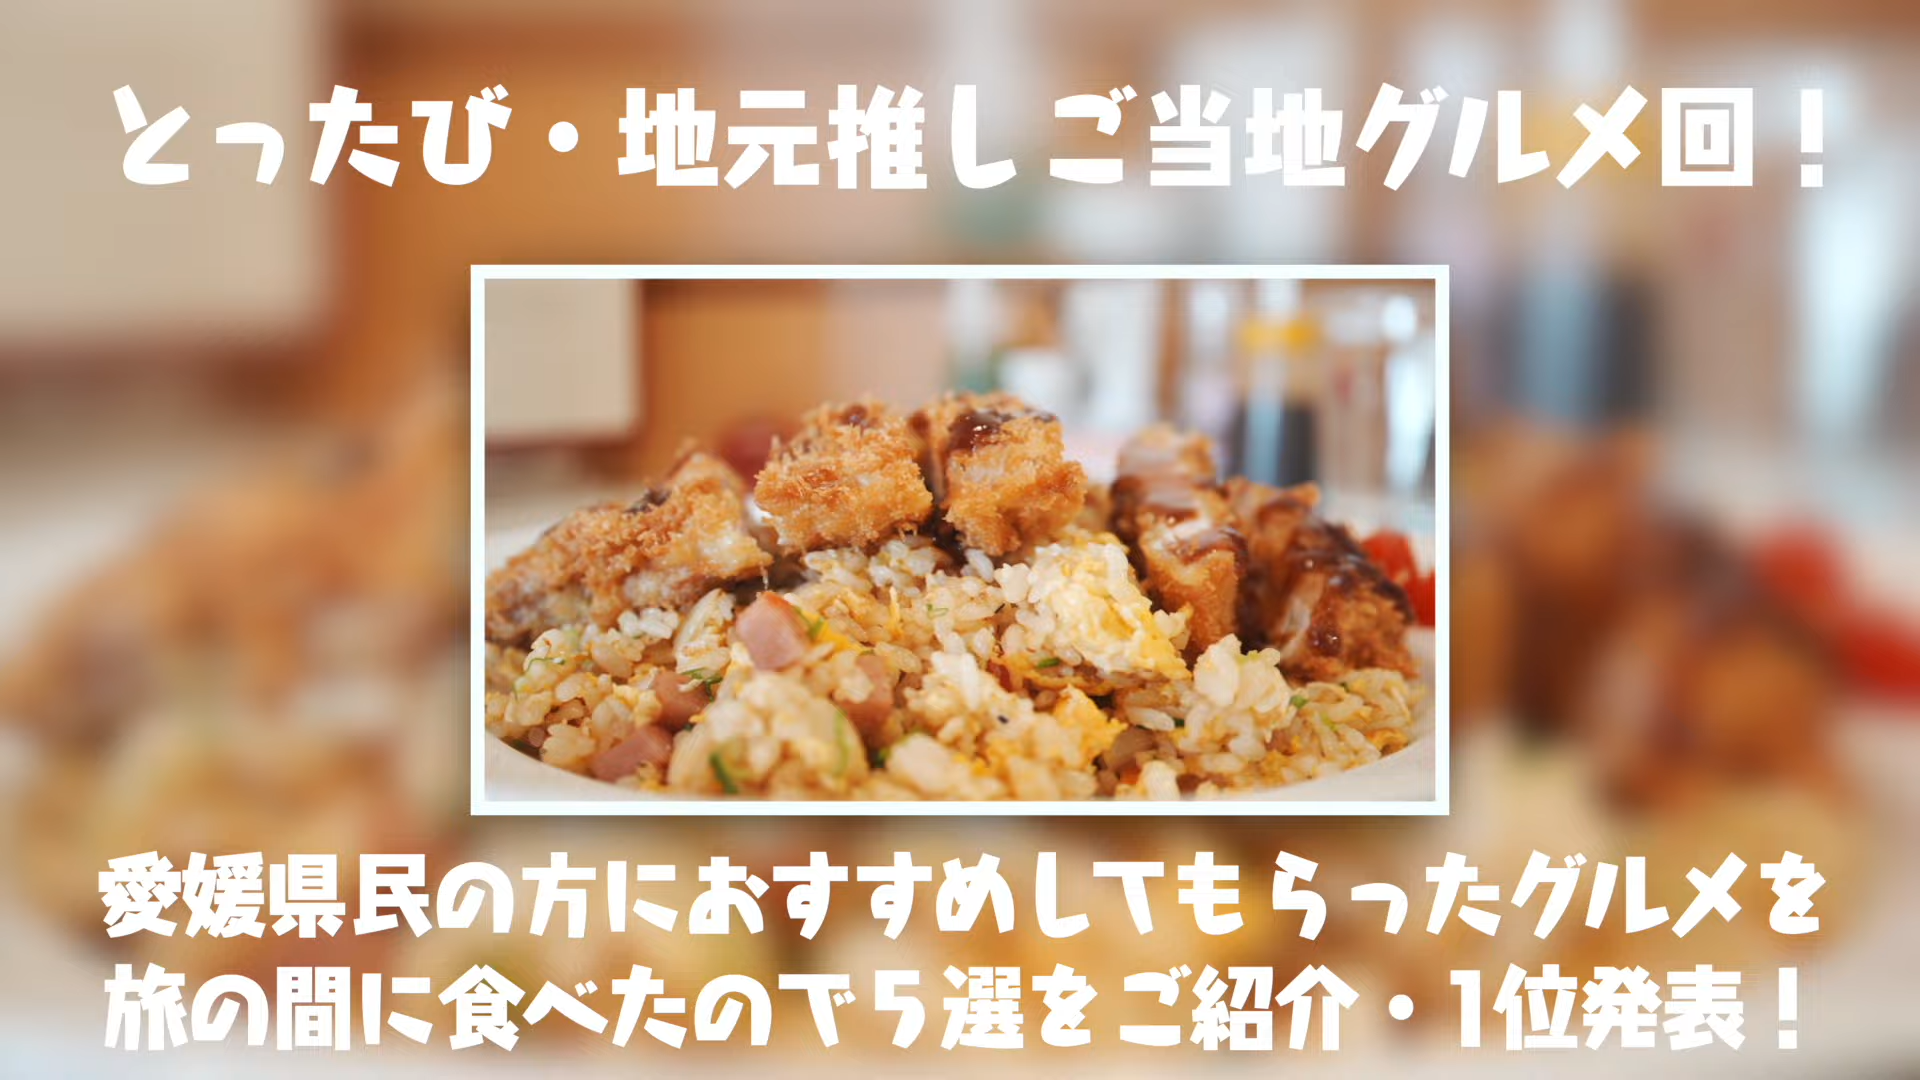 とったび・地元推しご当地グルメ回！
愛媛県民の方におすすめしてもらったグルメを
旅の間に食べたので５選をご紹介・1位発表！